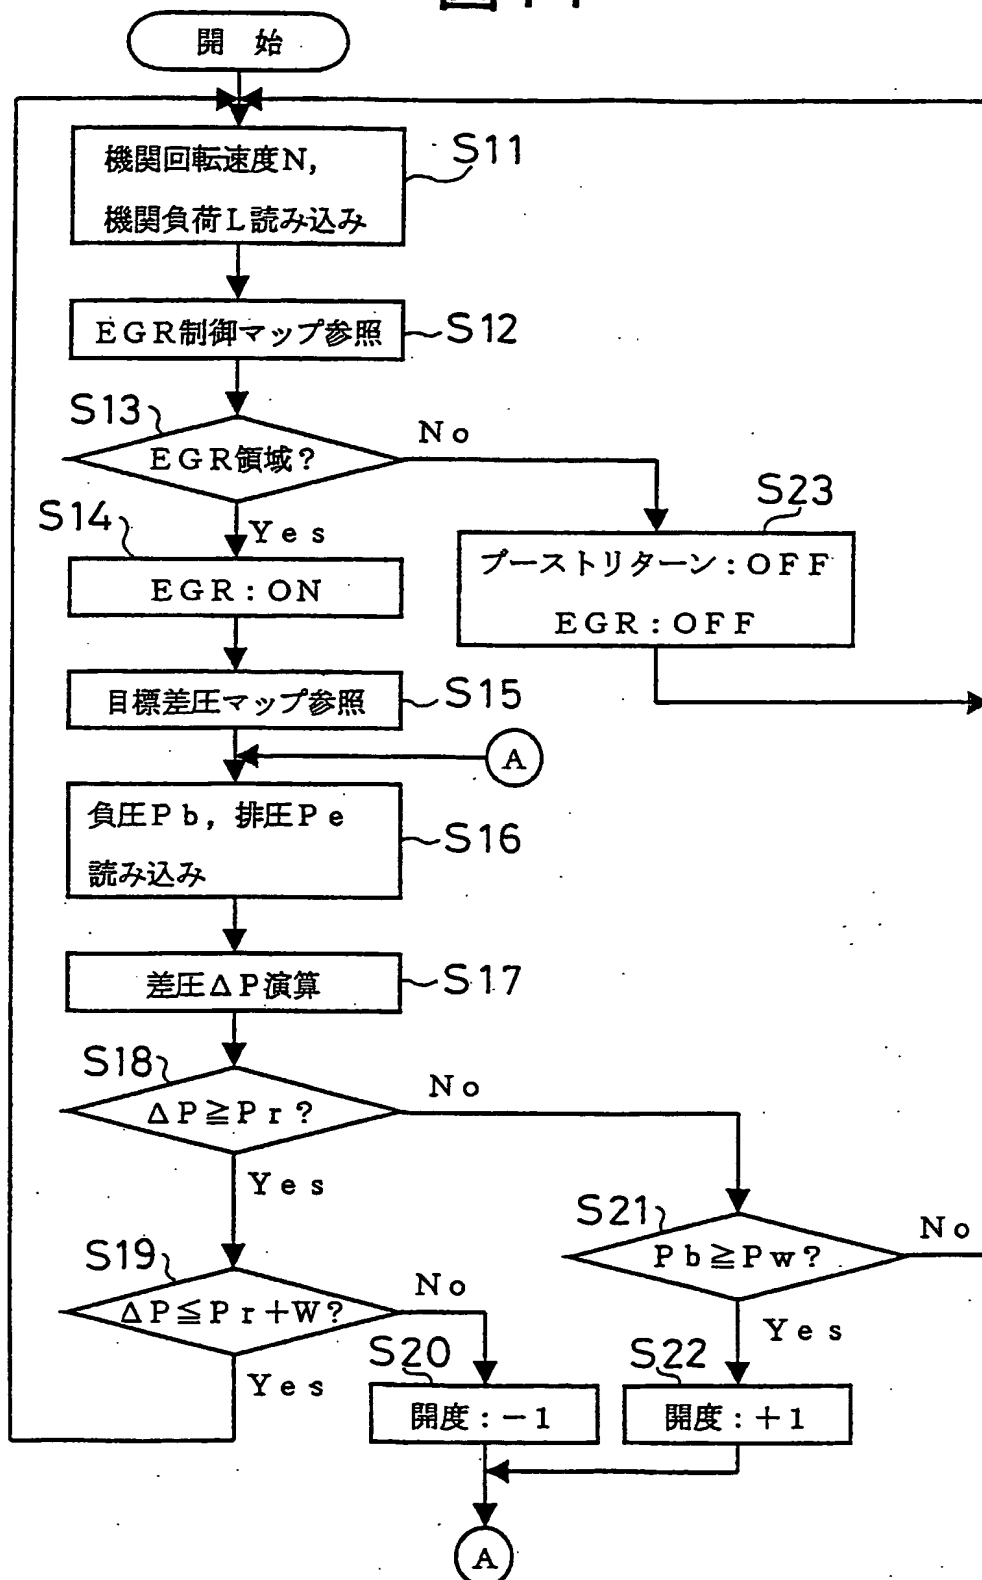 開 始
S11
機関回転速度N,
機関負荷L読み込み
EGR制御マップ参照
S12
S13
EGR領域?
No
Yes
S14
EGR:ON
S23
ブーストリターン:OFF
EGR:OFF
目標差圧マップ参照
S15
A
負圧Pb, 排圧Pe
読み込み
S16
差圧ΔP演算
S17
S18
ΔP≧Pr?
No
Yes
S21
Pb≧Pw?
No
Yes
S19
ΔP≦Pr+W?
No
Yes
S20
開度:-1
S22
開度:+1
A